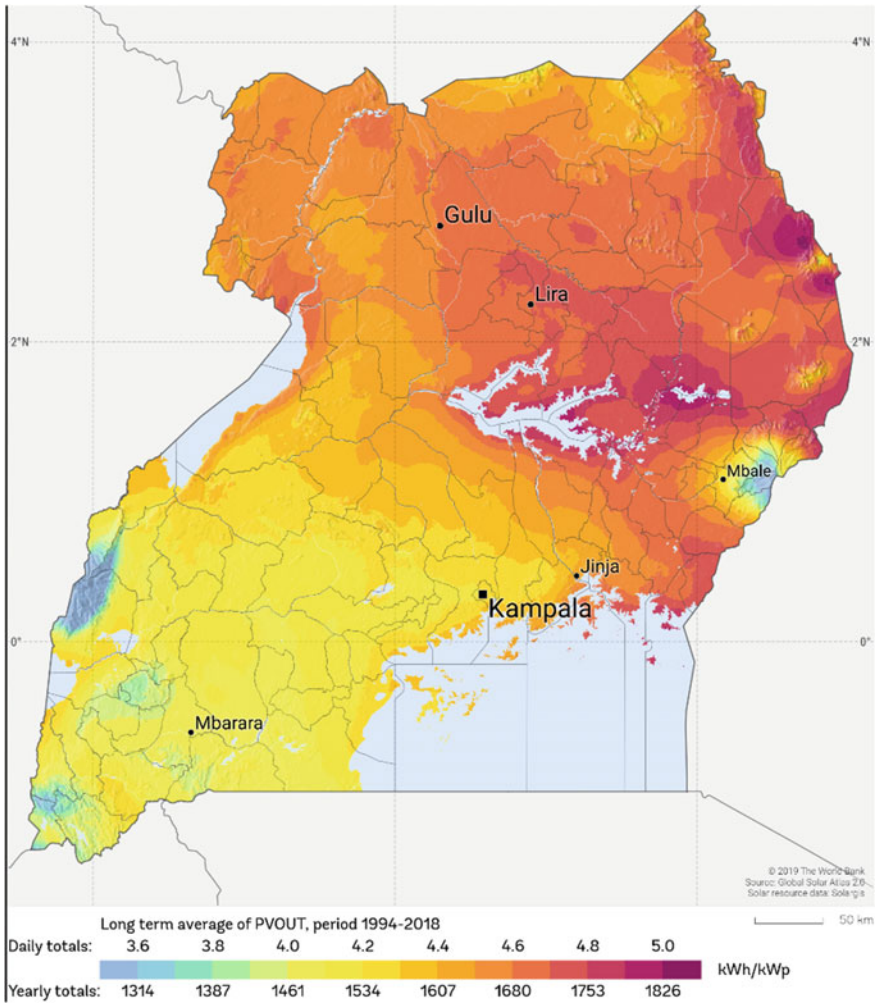 4°N
4°N
Gulu
Lira
2°N
2°N
Mbale
Jinja
Kampala
0°
0°
Mbarara
© 2019 The World Bank
Source: Global Solar Atlas 2.0
Solar resource data: Solargis
Long term average of PVOUT, period 1994-2018
50 km
Daily totals: 3.6 3.8 4.0 4.2 4.4 4.6 4.8 5.0
kWh/kWp
Yearly totals: 1314 1387 1461 1534 1607 1680 1753 1826